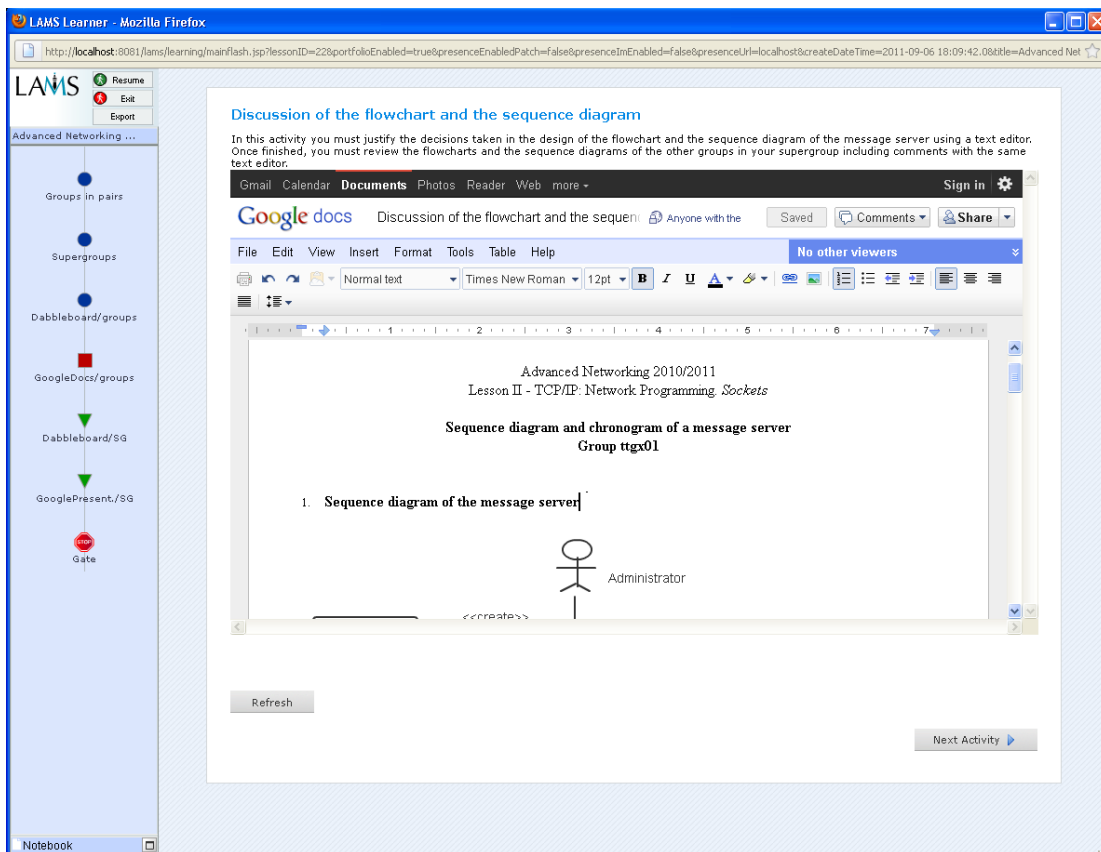 LAMS Learner - Mozilla Firefox
http://localhost:8081/lams/learning/mainflash.jsp?lessonID=22&portfolioEnabled=true&presenceEnabledPatch=false&presenceImEnabled=false&presenceUrl=localhost&createDateTime=2011-09-06 18:09:42.0&title=Advanced Net
LAMS
Resume
Exit
Export
Advanced Networking ...
Groups in pairs
Supergroups
Dabbleboard/groups
GoogleDocs/groups
Dabbleboard/SG
GooglePresent./SG
STOP
Gate
Notebook
Discussion of the flowchart and the sequence diagram
In this activity you must justify the decisions taken in the design of the flowchart and the sequence diagram of the message server using a text editor.
Once finished, you must review the flowcharts and the sequence diagrams of the other groups in your supergroup including comments with the same
text editor.
Gmail Calendar Documents Photos Reader Web more Sign in
Google docs Discussion of the flowchart and the sequen Anyone with the Saved Comments Share
File Edit View Insert Format Tools Table Help No other viewers
Normal text Times New Roman 12pt B I U A
1 2 3 4 5 6 7
Advanced Networking 2010/2011
Lesson II - TCP/IP: Network Programming. Sockets
Sequence diagram and chronogram of a message server
Group ttgx01
1. Sequence diagram of the message server
Administrator
<<create>>
Refresh
Next Activity